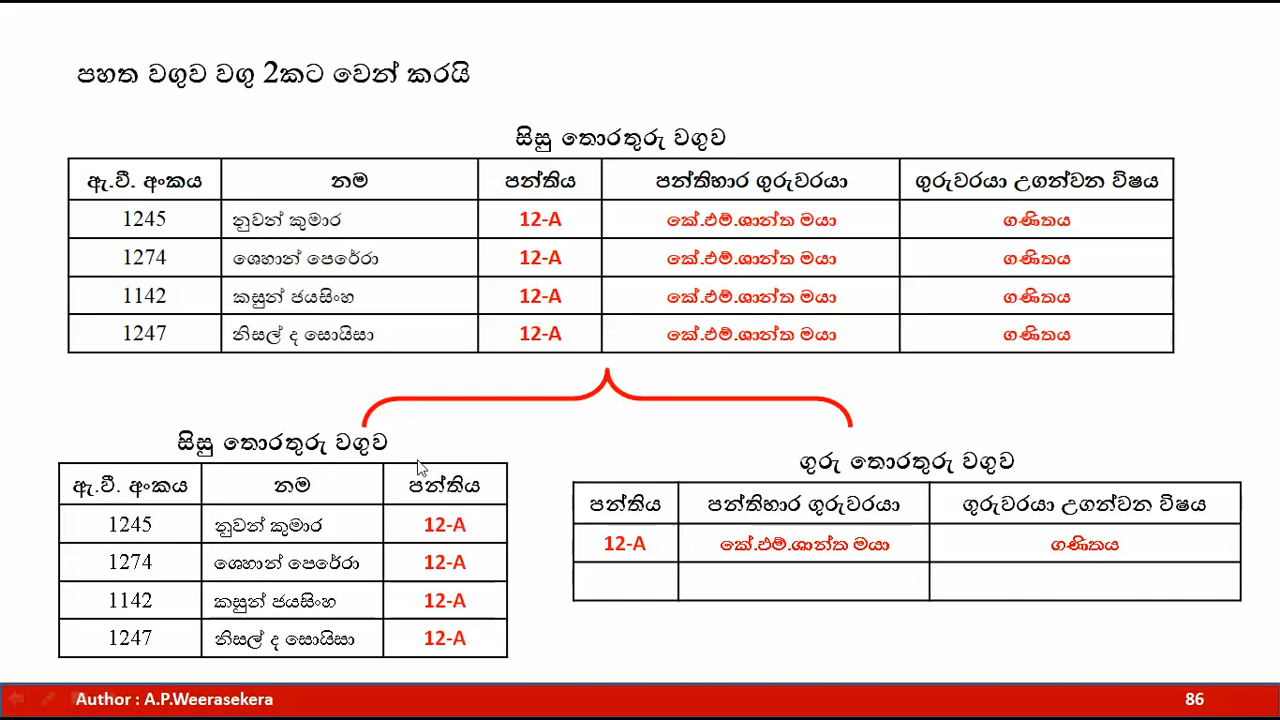 පහත වගුව වගු 2කට වෙන් කරයි
සිසු තොරතුරු වගුව
ඇ.වී. අංකය නම පන්තිය පන්තිභාර ගුරුවරයා ගුරුවරයා උගන්වන විෂය
1245 නුවන් කුමාර 12-A කේ.එම්.ශාන්ත මයා ගණිතය
1274 ශෙහාන් පෙරේරා 12-A කේ.එම්.ශාන්ත මයා ගණිතය
1142 කසුන් ජයසිංහ 12-A කේ.එම්.ශාන්ත මයා ගණිතය
1247 නිසල් ද සොයිසා 12-A කේ.එම්.ශාන්ත මයා ගණිතය
සිසු තොරතුරු වගුව
ඇ.වී. අංකය නම පන්තිය
1245 නුවන් කුමාර 12-A
1274 ශෙහාන් පෙරේරා 12-A
1142 කසුන් ජයසිංහ 12-A
1247 නිසල් ද සොයිසා 12-A
ගුරු තොරතුරු වගුව
පන්තිය පන්තිභාර ගුරුවරයා ගුරුවරයා උගන්වන විෂය
12-A කේ.එම්.ශාන්ත මයා ගණිතය
Author : A.P.Weerasekera
86